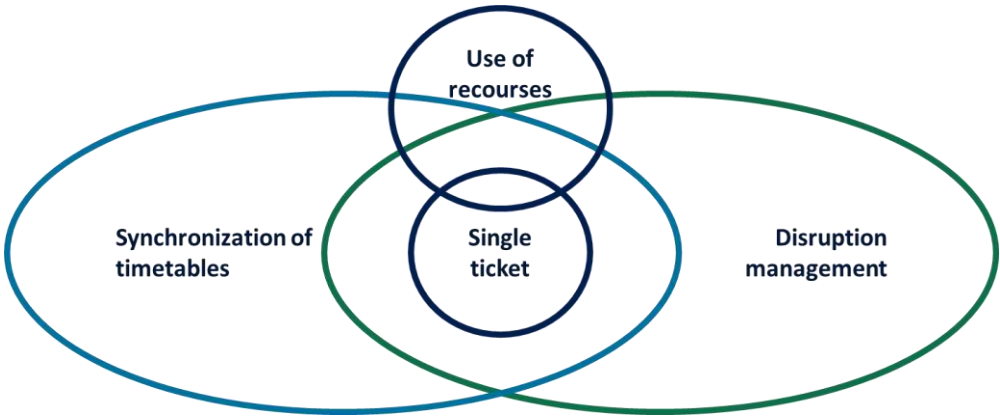 Use of
recourses
Synchronization of
timetables
Single
ticket
Disruption
management